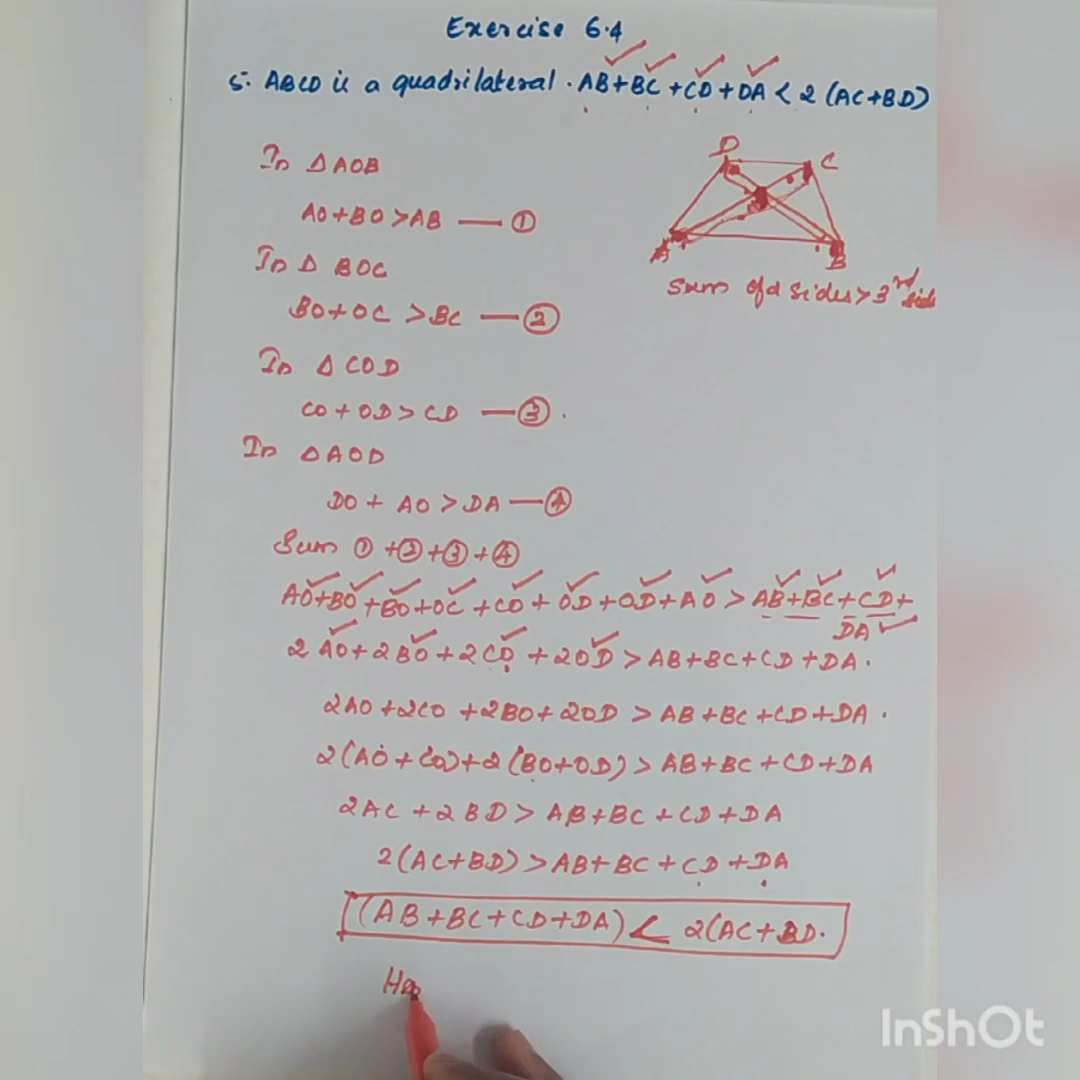 Exercise 6.4
5. ABCD is a quadrilateral. AB+BC+CD+DA < 2(AC+BD)
In △AOB
AO+BO>AB — ①
In △ BOC
BO+OC >BC — ②
In △ COD
CO+OD>CD — ③.
In △AOD
DO + AO >DA — ④
Sum ①+②+③+④
AO+BO+BO+OC+CO+OD+OD+AO > AB+BC+CD+
DA
2AO+2BO+2CO+2OD>AB+BC+CD+DA.
2AO+2CO+2BO+2OD >AB+BC+CD+DA.
2(AO+CO)+2(BO+OD)>AB+BC+CD+DA
2AC+2BD> AB+BC+CD+DA
2(AC+BD)>AB+BC+CD+DA
(AB+BC+CD+DA) < 2(AC+BD.
Hen
D
C
A
B
Sum of 2 sides>3rd side
InShOt